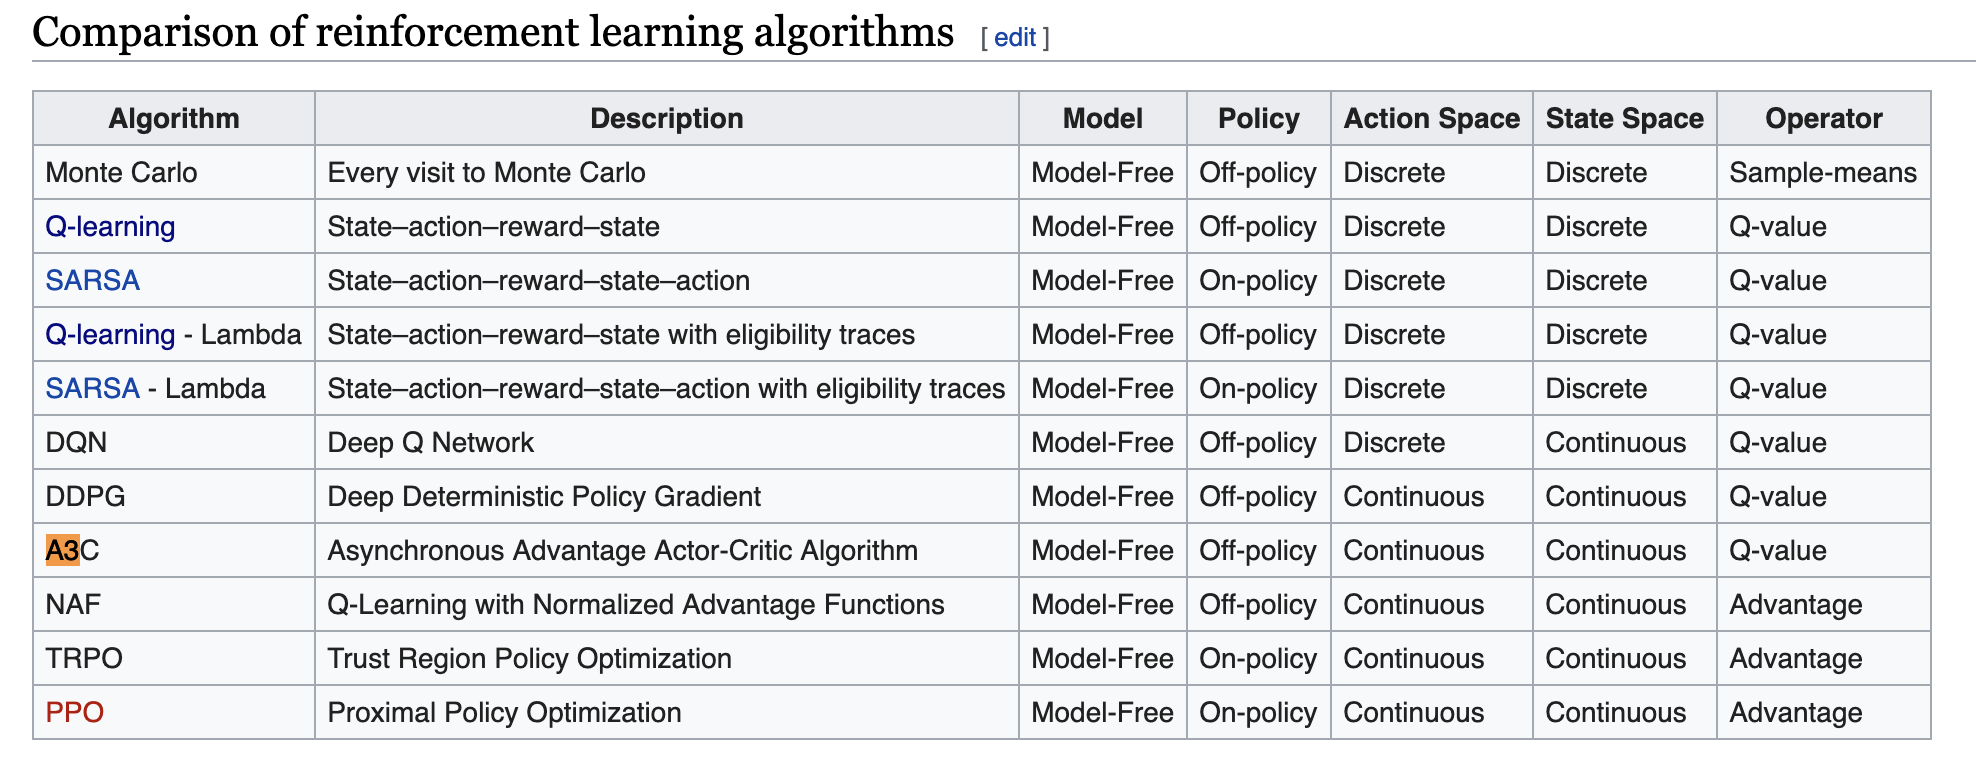 Comparison of reinforcement learning algorithms [ edit ]
Algorithm Description Model Policy Action Space State Space Operator
Monte Carlo Every visit to Monte Carlo Model-Free Off-policy Discrete Discrete Sample-means
Q-learning State–action–reward–state Model-Free Off-policy Discrete Discrete Q-value
SARSA State–action–reward–state–action Model-Free On-policy Discrete Discrete Q-value
Q-learning - Lambda State–action–reward–state with eligibility traces Model-Free Off-policy Discrete Discrete Q-value
SARSA - Lambda State–action–reward–state–action with eligibility traces Model-Free On-policy Discrete Discrete Q-value
DQN Deep Q Network Model-Free Off-policy Discrete Continuous Q-value
DDPG Deep Deterministic Policy Gradient Model-Free Off-policy Continuous Continuous Q-value
A3C Asynchronous Advantage Actor-Critic Algorithm Model-Free Off-policy Continuous Continuous Q-value
NAF Q-Learning with Normalized Advantage Functions Model-Free Off-policy Continuous Continuous Advantage
TRPO Trust Region Policy Optimization Model-Free On-policy Continuous Continuous Advantage
PPO Proximal Policy Optimization Model-Free On-policy Continuous Continuous Advantage